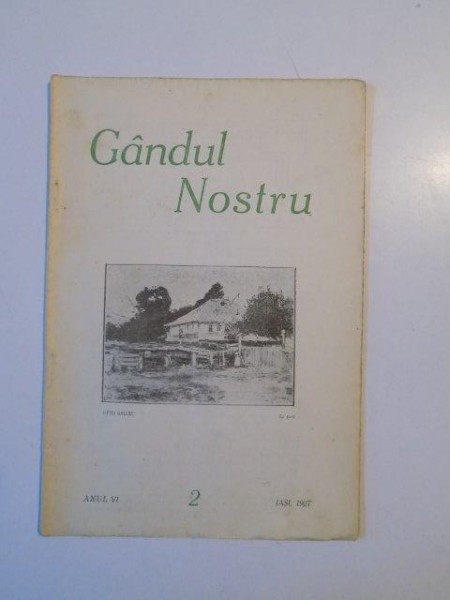 Gândul
Nostru
ANUL VI 2 IAȘI, 1927